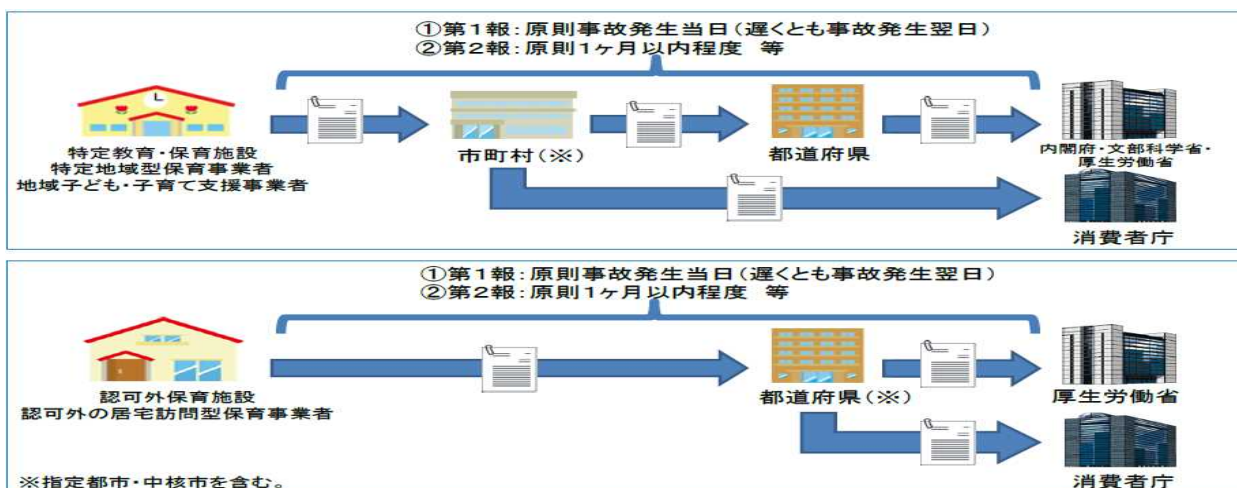 ①第1報:原則事故発生当日(遅くとも事故発生翌日)
②第2報:原則1ヶ月以内程度 等
特定教育・保育施設
特定地域型保育事業者
地域子ども・子育て支援事業者
市町村(※)
都道府県
内閣府・文部科学省・
厚生労働省
消費者庁
①第1報:原則事故発生当日(遅くとも事故発生翌日)
②第2報:原則1ヶ月以内程度 等
認可外保育施設
認可外の居宅訪問型保育事業者
都道府県(※)
厚生労働省
消費者庁
※指定都市・中核市を含む。